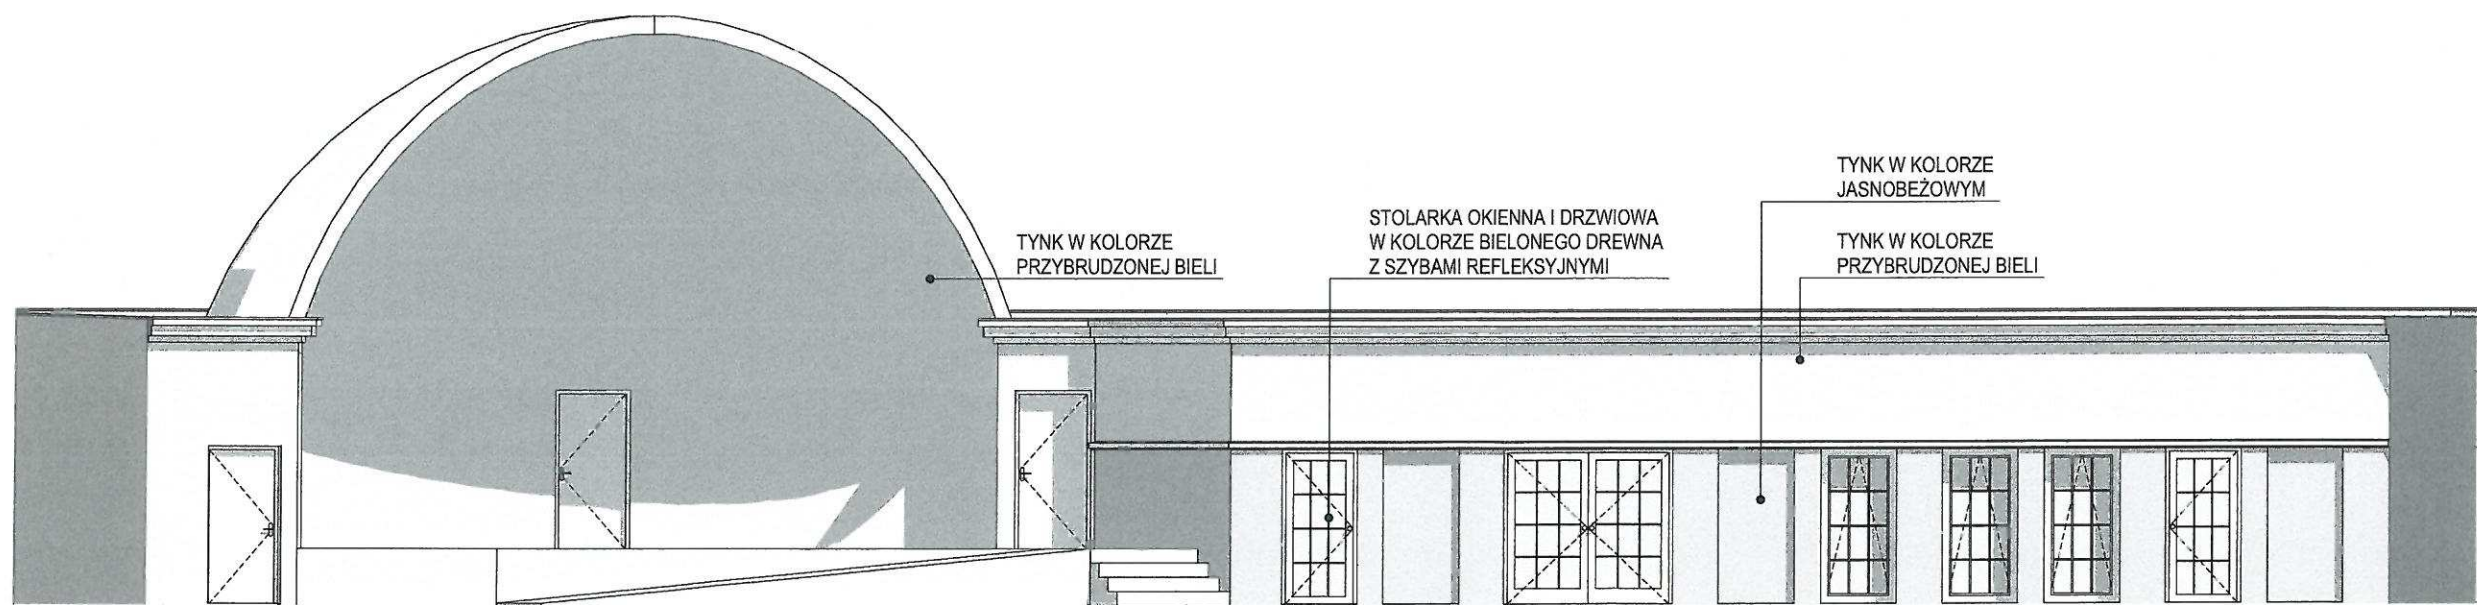 TYNK W KOLORZE
PRZYBRUDZONEJ BIELI
STOLARKA OKIENNA I DRZWIOWA
W KOLORZE BIELONEGO DREWNA
Z SZYBAMI REFLEKSYJNYMI
TYNK W KOLORZE
JASNOBEŻOWYM
TYNK W KOLORZE
PRZYBRUDZONEJ BIELI